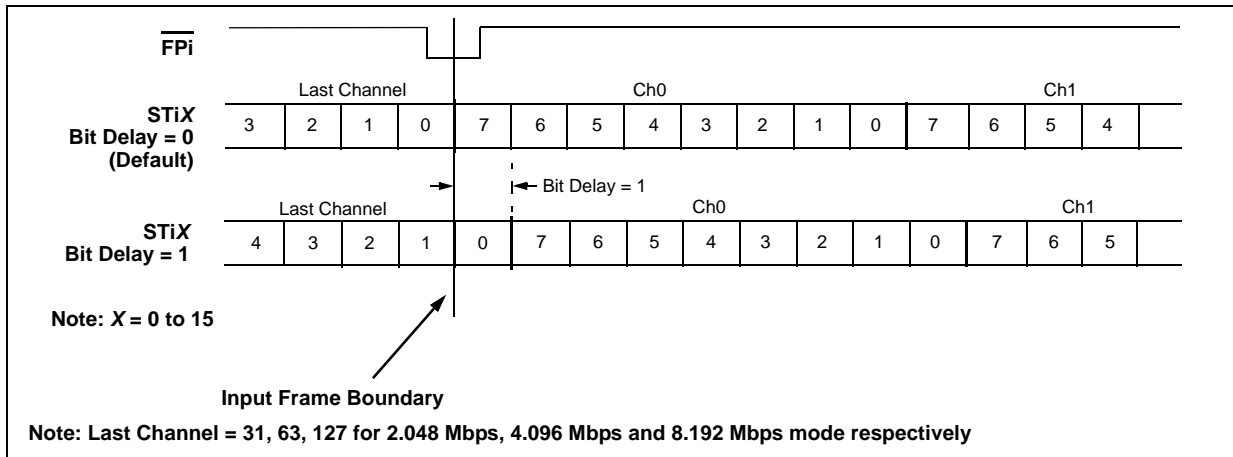 FPi
Last Channel Ch0 Ch1
STiX
Bit Delay = 0
(Default)
3 2 1 0 7 6 5 4 3 2 1 0 7 6 5 4
Bit Delay = 1
Last Channel Ch0 Ch1
STiX
Bit Delay = 1
4 3 2 1 0 7 6 5 4 3 2 1 0 7 6 5
Note: X = 0 to 15
Input Frame Boundary
Note: Last Channel = 31, 63, 127 for 2.048 Mbps, 4.096 Mbps and 8.192 Mbps mode respectively